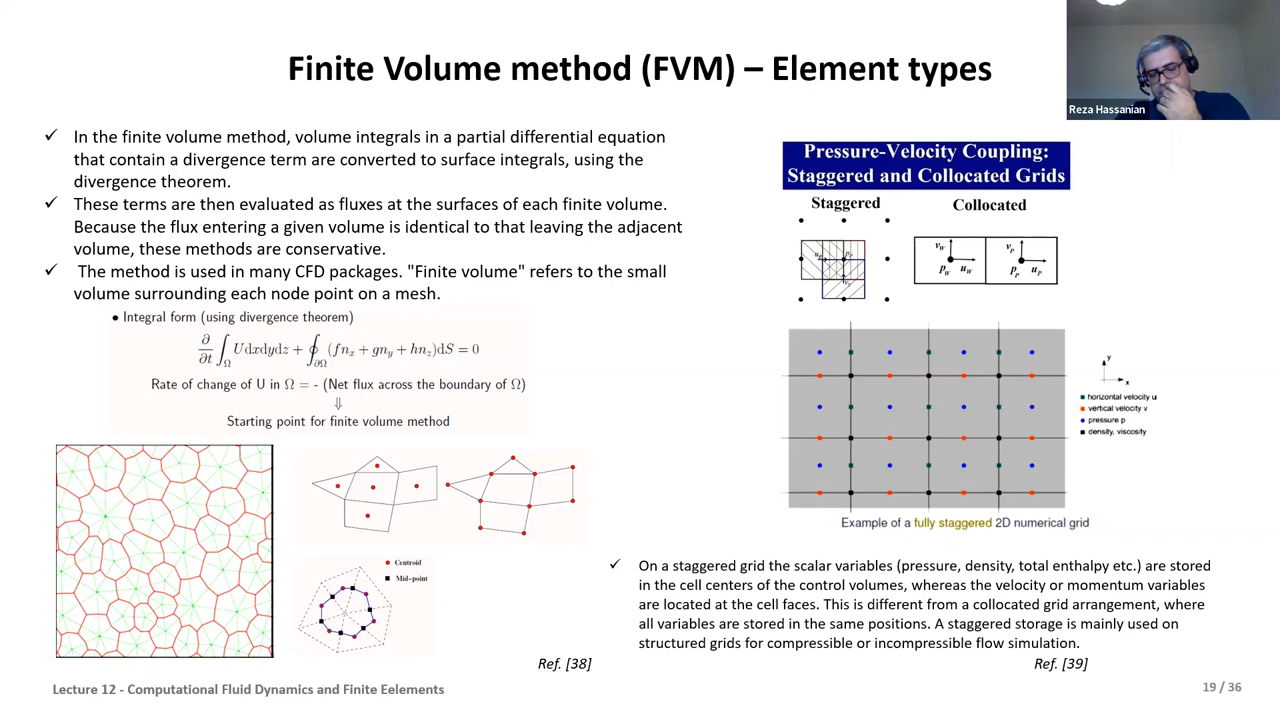 Finite Volume method (FVM) – Element types
Reza Hassanian
✓ In the finite volume method, volume integrals in a partial differential equation
that contain a divergence term are converted to surface integrals, using the
divergence theorem.
✓ These terms are then evaluated as fluxes at the surfaces of each finite volume.
Because the flux entering a given volume is identical to that leaving the adjacent
volume, these methods are conservative.
✓ The method is used in many CFD packages. "Finite volume" refers to the small
volume surrounding each node point on a mesh.
• Integral form (using divergence theorem)
∂/∂t ∫_Ω Udxdydz + ∮_∂Ω (fn_x + gn_y + hn_z)dS = 0
Rate of change of U in Ω = - (Net flux across the boundary of Ω)
⇓
Starting point for finite volume method
Centroid
Mid-point
Ref. [38]
Pressure-Velocity Coupling:
Staggered and Collocated Grids
Staggered
Collocated
v_W v_P
p_W u_W p_P u_P
y
x
horizontal velocity u
vertical velocity v
pressure p
density, viscosity
Example of a fully staggered 2D numerical grid
✓ On a staggered grid the scalar variables (pressure, density, total enthalpy etc.) are stored
in the cell centers of the control volumes, whereas the velocity or momentum variables
are located at the cell faces. This is different from a collocated grid arrangement, where
all variables are stored in the same positions. A staggered storage is mainly used on
structured grids for compressible or incompressible flow simulation.
Ref. [39]
Lecture 12 - Computational Fluid Dynamics and Finite Eelements
19 / 36